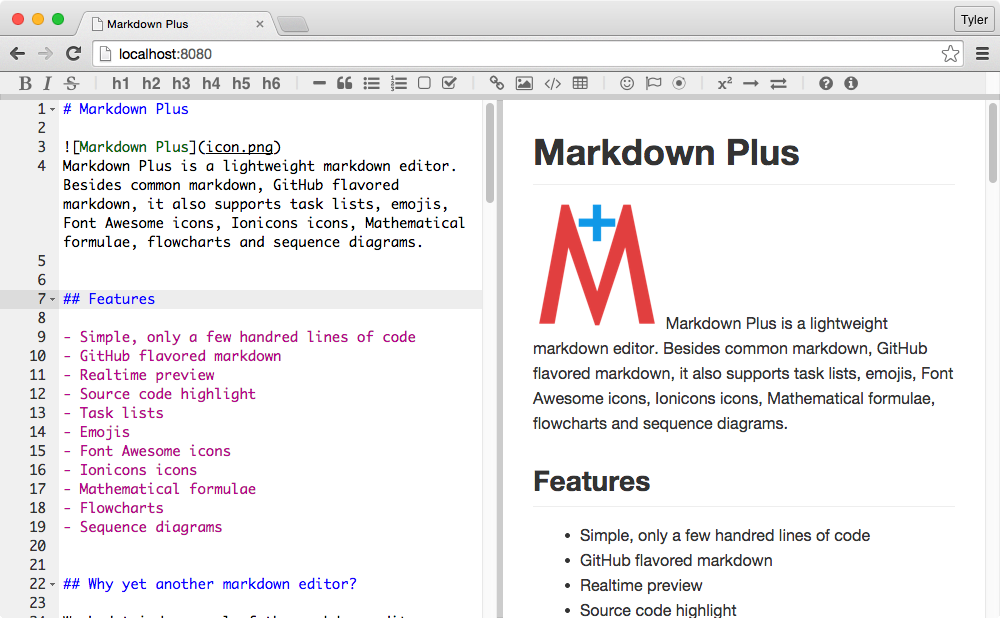 Markdown Plus
Tyler
localhost:8080
B I S h1 h2 h3 h4 h5 h6 x²
1 # Markdown Plus
2
3 ![Markdown Plus](icon.png)
4 Markdown Plus is a lightweight markdown editor.
Besides common markdown, GitHub flavored
markdown, it also supports task lists, emojis,
Font Awesome icons, Ionicons icons, Mathematical
formulae, flowcharts and sequence diagrams.
5
6
7 ## Features
8
9 - Simple, only a few handred lines of code
10 - GitHub flavored markdown
11 - Realtime preview
12 - Source code highlight
13 - Task lists
14 - Emojis
15 - Font Awesome icons
16 - Ionicons icons
17 - Mathematical formulae
18 - Flowcharts
19 - Sequence diagrams
20
21
22 ## Why yet another markdown editor?
23
Markdown Plus
M+
Markdown Plus is a lightweight
markdown editor. Besides common markdown, GitHub
flavored markdown, it also supports task lists, emojis, Font
Awesome icons, Ionicons icons, Mathematical formulae,
flowcharts and sequence diagrams.
Features
• Simple, only a few handred lines of code
• GitHub flavored markdown
• Realtime preview
• Source code highlight